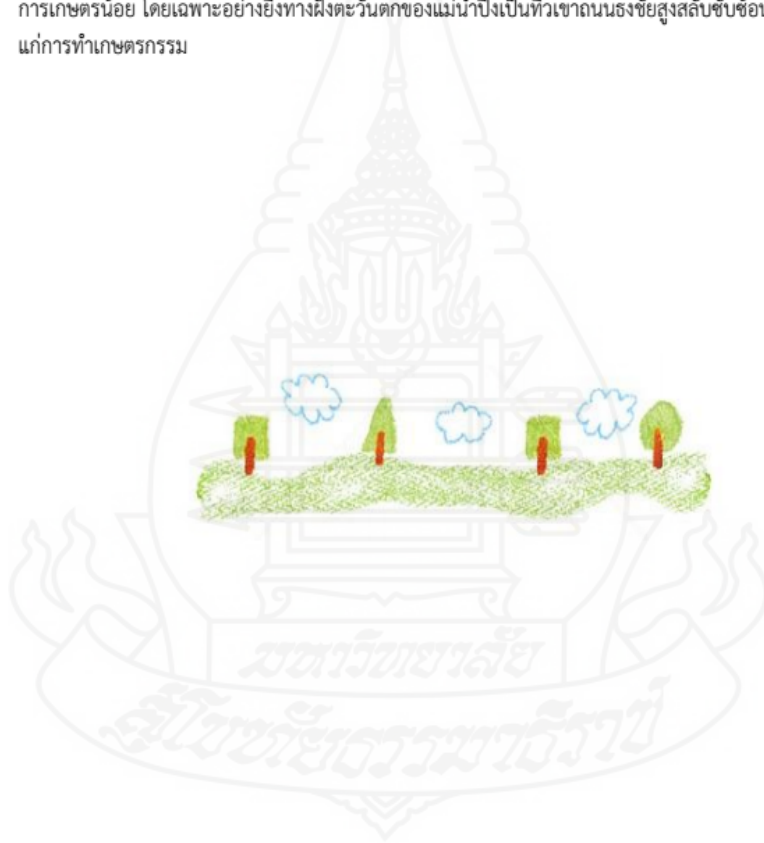 การเกษตรน้อย โดยเฉพาะอย่างยิ่งทางฝั่งตะวันตกของแม่น้ำปิงเป็นทิวเขาถนนธงชัยสูงสลับซับซ้อน
แก่การทำเกษตรกรรม
มหาวิทยาลัย
สุโขทัยธรรมาธิราช